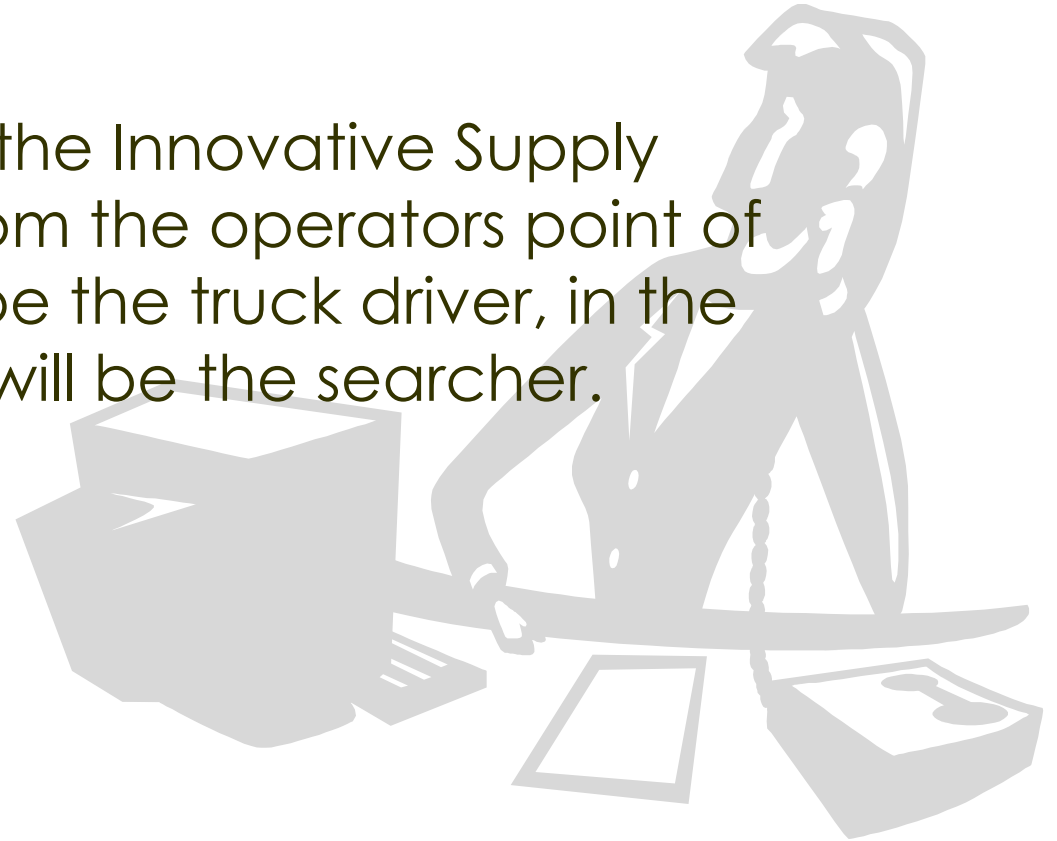 the Innovative Supply
om the operators point of
be the truck driver, in the
will be the searcher.